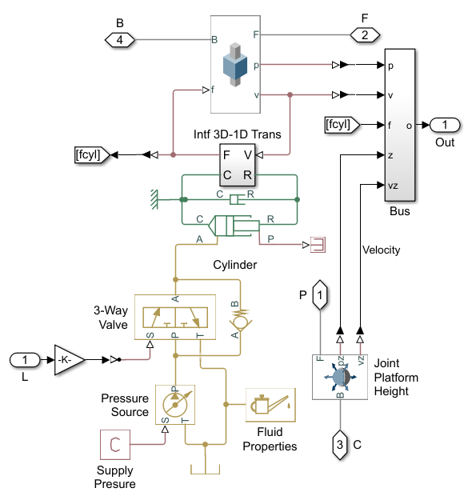 B
F
4
2
B
F
p
v
f
p
v
f
z
vz
o
1
Out
Bus
[fcyl]
Intf 3D-1D Trans
[fcyl]
F V
C R
C R
C R
A P
Cylinder
Velocity
3-Way
Valve
A
B
A
S P T
P
1
1
L
-K-
Pressure
Source
P
S
T
Fluid
Properties
C
Supply
Presure
F
pz
vz
B
Joint
Platform
Height
3
C